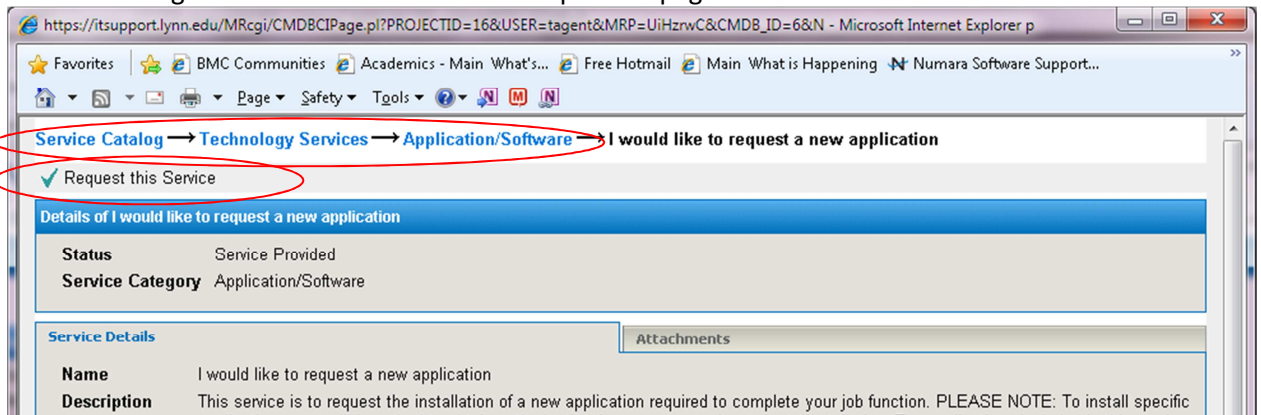 https://itsupport.lynn.edu/MRcgi/CMDBCIPage.pl?PROJECTID=16&USER=tagent&MRP=UiHzrwC&CMDB_ID=6&N - Microsoft Internet Explorer p
Favorites BMC Communities Academics - Main What's... Free Hotmail Main What is Happening Numara Software Support... »
Page Safety Tools
Service Catalog → Technology Services → Application/Software → I would like to request a new application
Request this Service
Details of I would like to request a new application
Status Service Provided
Service Category Application/Software
Service Details Attachments
Name I would like to request a new application
Description This service is to request the installation of a new application required to complete your job function. PLEASE NOTE: To install specific